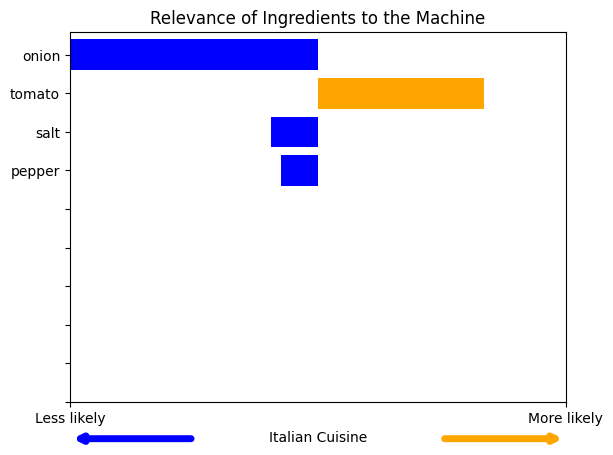 Relevance of Ingredients to the Machine
onion
tomato
salt
pepper
Less likely
More likely
Italian Cuisine